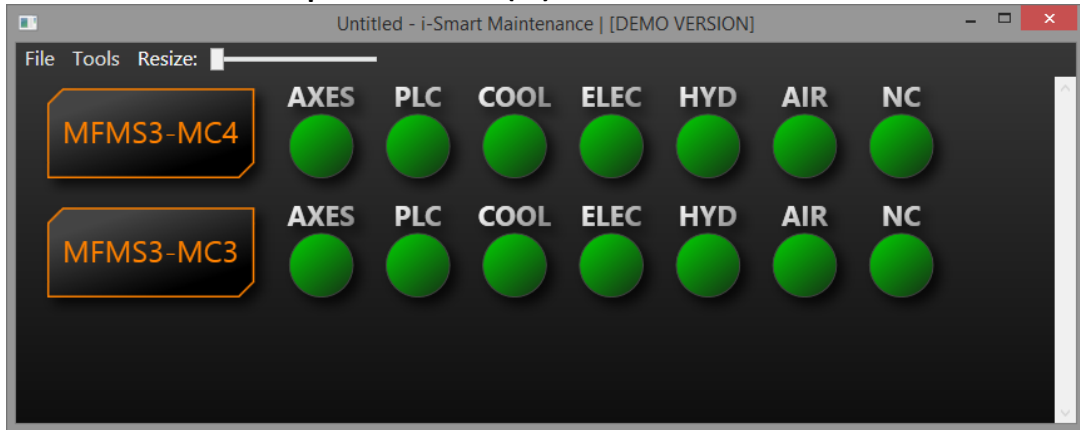 Untitled - i-Smart Maintenance | [DEMO VERSION]
File Tools Resize:
AXES PLC COOL ELEC HYD AIR NC
MFMS3-MC4
AXES PLC COOL ELEC HYD AIR NC
MFMS3-MC3